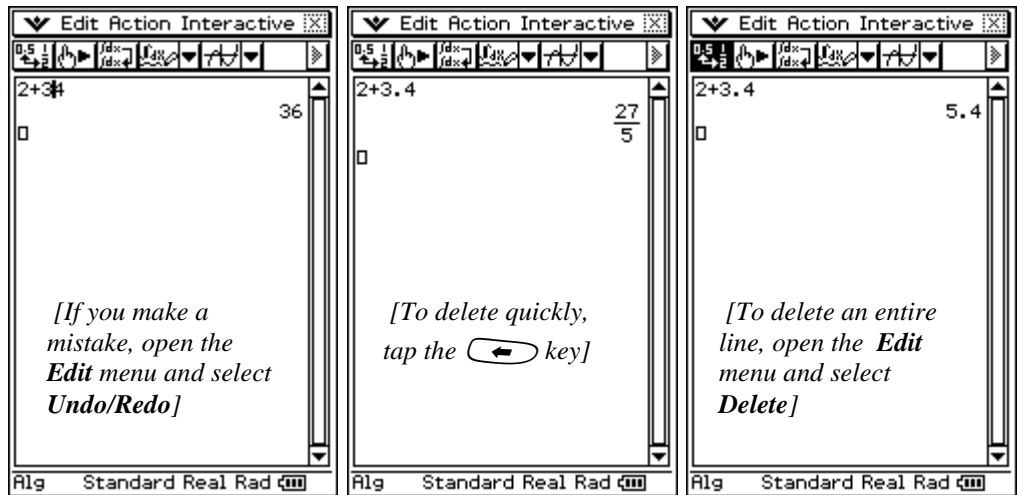 Edit Action Interactive
2+34
36
[If you make a
mistake, open the
Edit menu and select
Undo/Redo]
Alg Standard Real Rad
Edit Action Interactive
2+3.4
27
5
[To delete quickly,
tap the key]
Alg Standard Real Rad
Edit Action Interactive
2+3.4
5.4
[To delete an entire
line, open the Edit
menu and select
Delete]
Alg Standard Real Rad